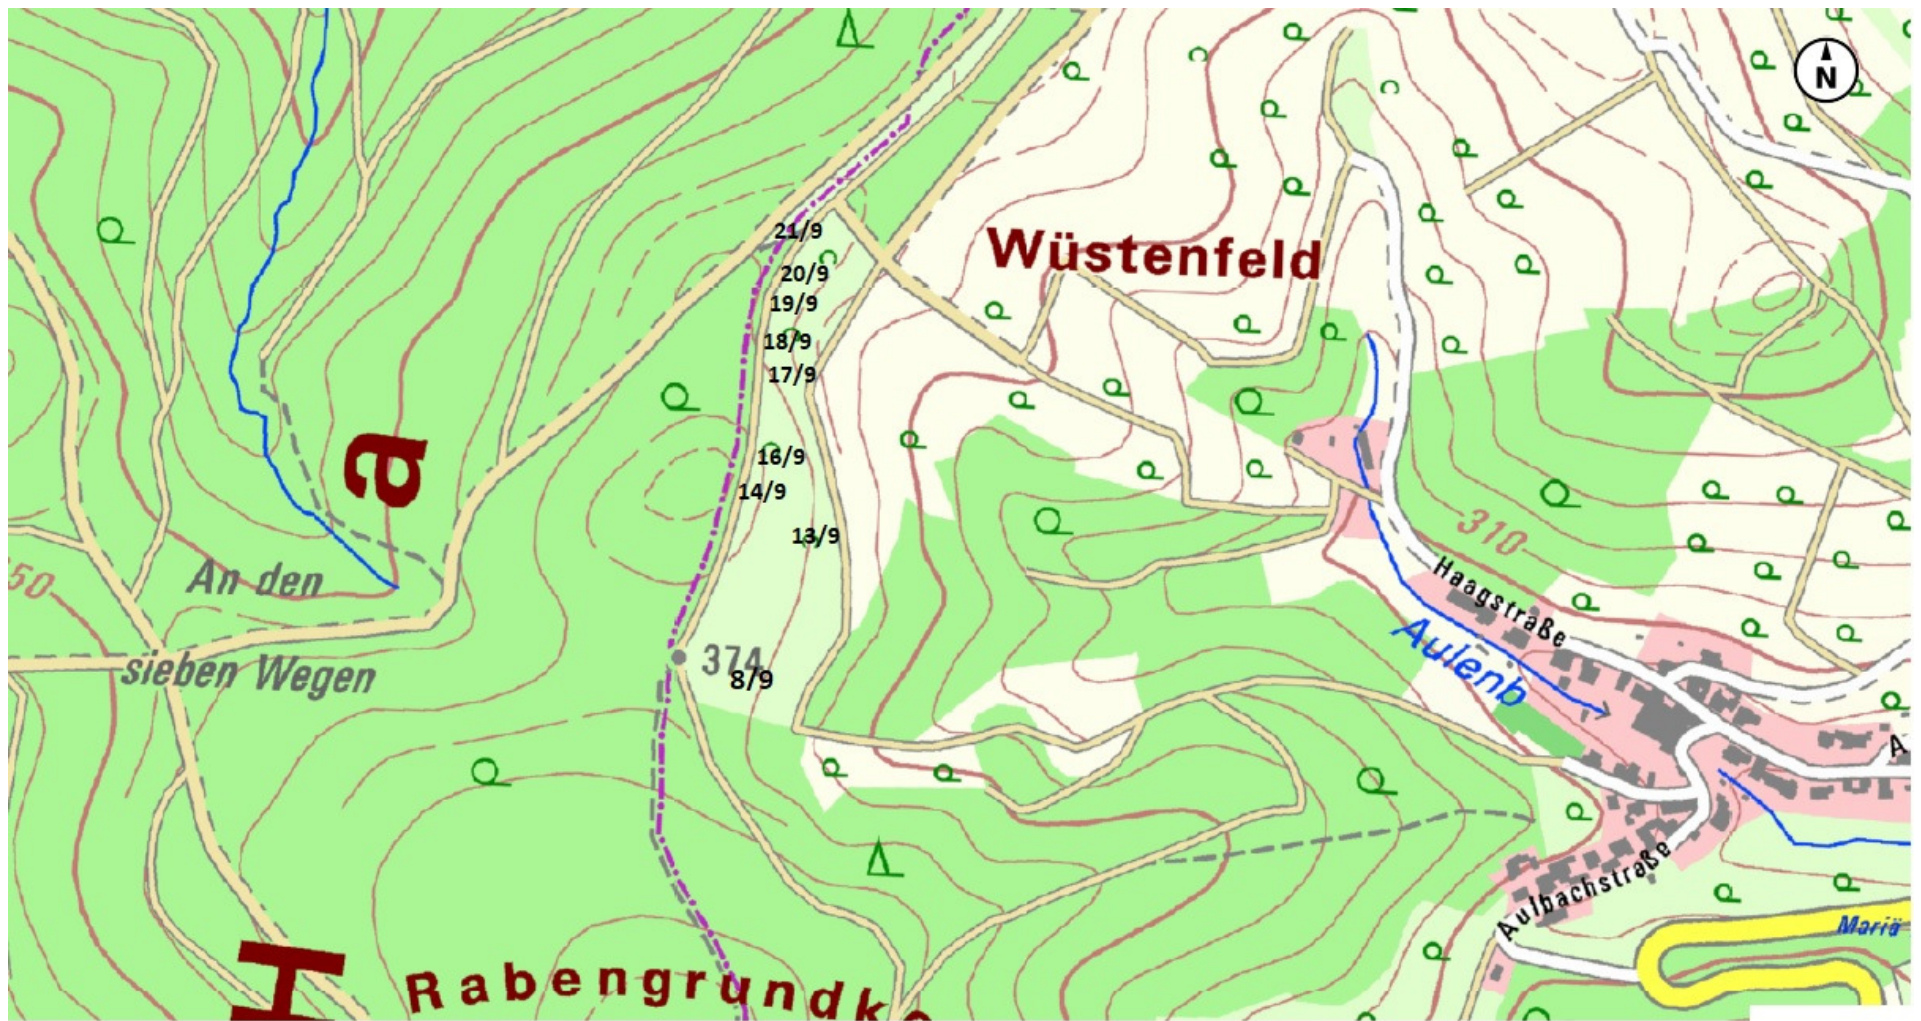 N
21/9
Wüstenfeld
20/9
19/9
18/9
17/9
a
16/9
14/9
13/9
310
An den
50
Haagstraße
Aulenb
374
sieben Wegen
8/9
A
Aulbachstraße
Mariä
H
Rabengrundk